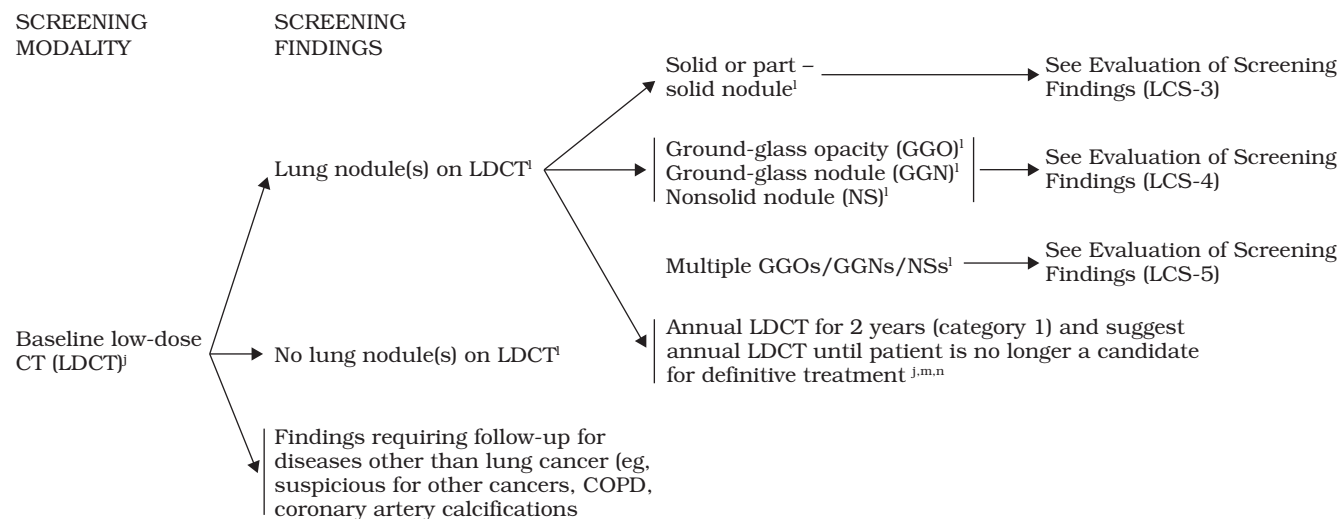 SCREENING
MODALITY
SCREENING
FINDINGS
Solid or part –
solid nodule¹
See Evaluation of Screening
Findings (LCS-3)
Lung nodule(s) on LDCTˡ
Ground-glass opacity (GGO)ˡ
Ground-glass nodule (GGN)ˡ
Nonsolid nodule (NS)ˡ
See Evaluation of Screening
Findings (LCS-4)
Multiple GGOs/GGNs/NSsˡ
See Evaluation of Screening
Findings (LCS-5)
Baseline low-dose
CT (LDCT)ʲ
No lung nodule(s) on LDCTˡ
Annual LDCT for 2 years (category 1) and suggest
annual LDCT until patient is no longer a candidate
for definitive treatment ʲ,ᵐ,ⁿ
Findings requiring follow-up for
diseases other than lung cancer (eg,
suspicious for other cancers, COPD,
coronary artery calcifications